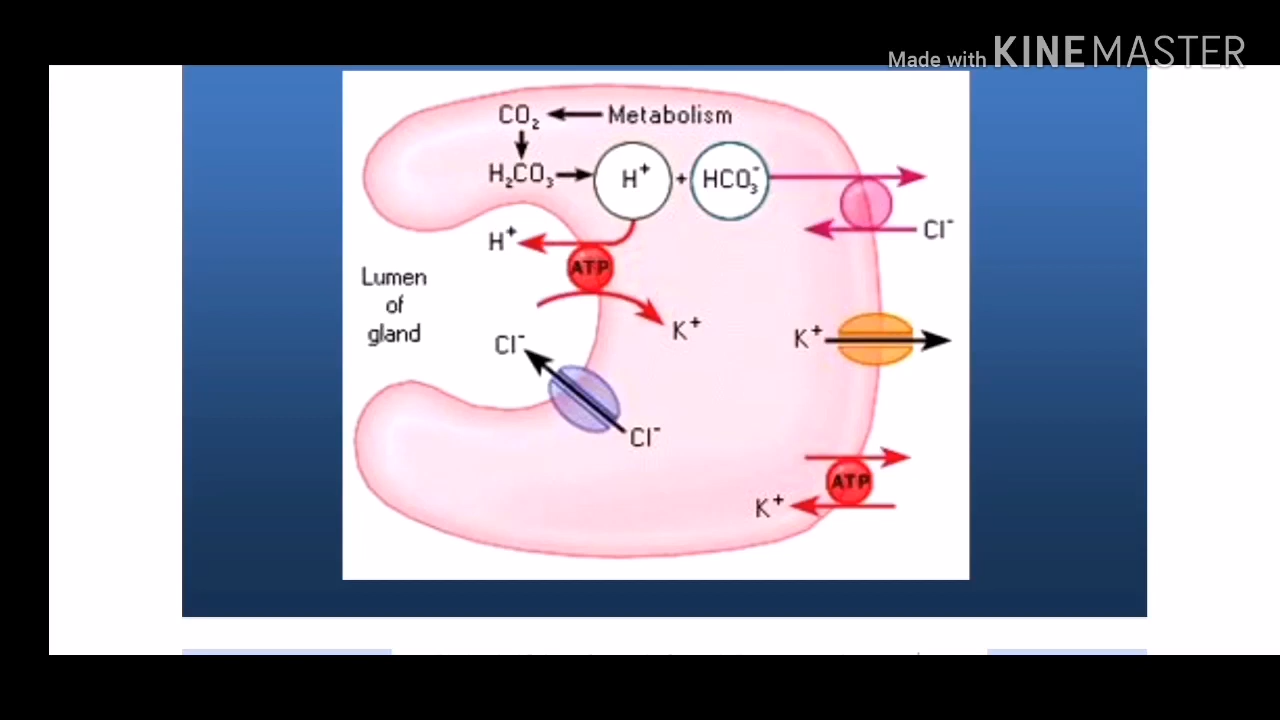 Made with KINEMASTER
CO₂ Metabolism
H₂CO₃ H⁺ + HCO₃⁻
H⁺
Cl⁻
ATP
Lumen
of
gland
K⁺
Cl⁻
K⁺
Cl⁻
ATP
K⁺